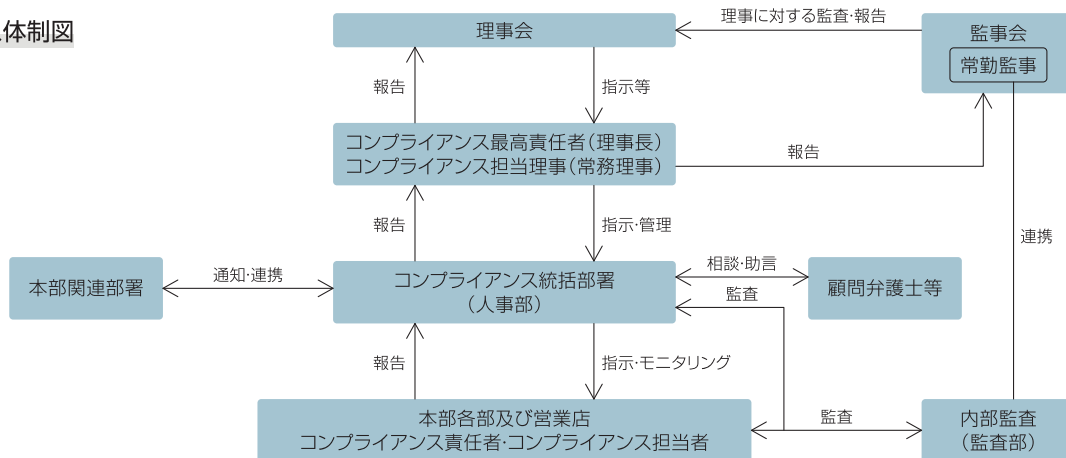 体制図
理事会
理事に対する監査・報告
監事会
常勤監事
報告
指示等
コンプライアンス最高責任者（理事長）
コンプライアンス担当理事（常務理事）
報告
報告
指示・管理
連携
本部関連部署
通知・連携
コンプライアンス統括部署
（人事部）
相談・助言
監査
顧問弁護士等
報告
指示・モニタリング
本部各部及び営業店
コンプライアンス責任者・コンプライアンス担当者
監査
内部監査
（監査部）